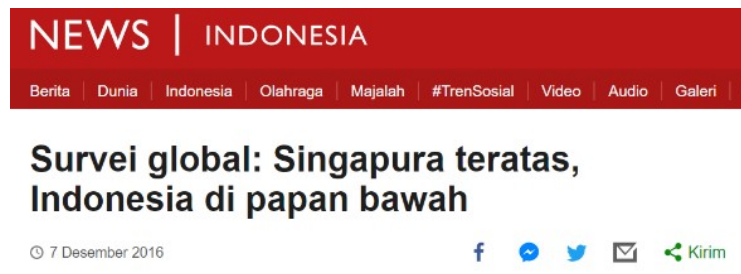 NEWS | INDONESIA
Berita | Dunia | Indonesia | Olahraga | Majalah | #TrenSosial | Video | Audio | Galeri |
Survei global: Singapura teratas,
Indonesia di papan bawah
7 Desember 2016 Kirim